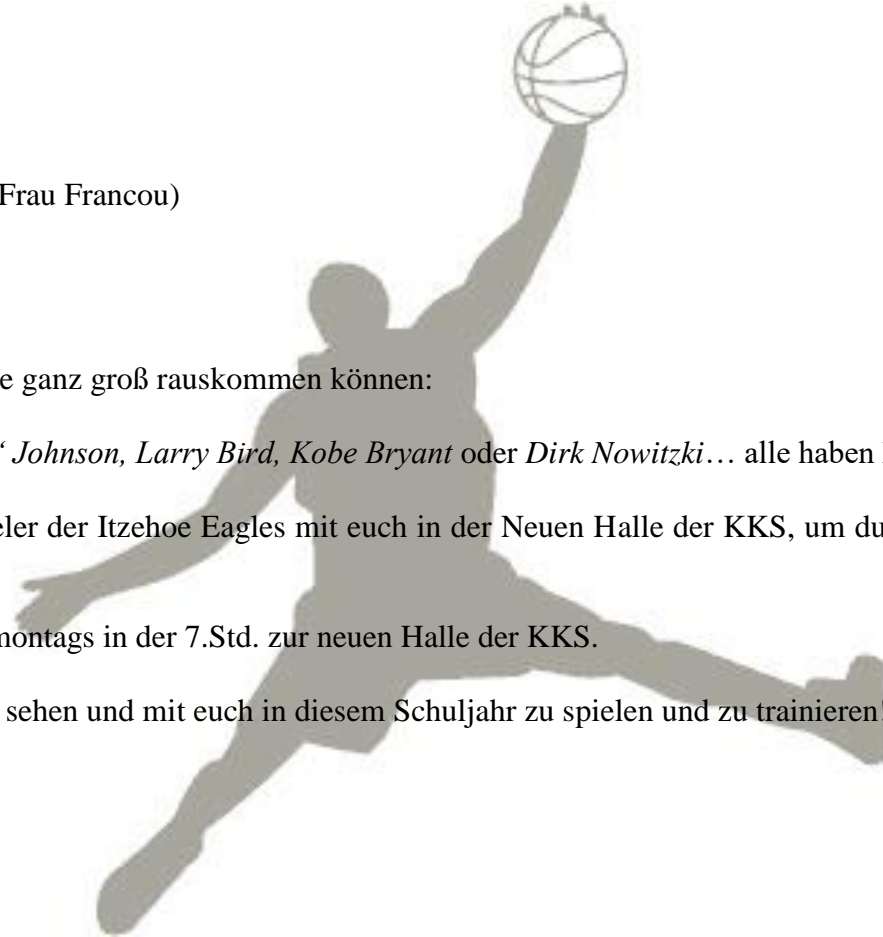 Frau Francou)
e ganz groß rauskommen können:
“ Johnson, Larry Bird, Kobe Bryant oder Dirk Nowitzki… alle haben
eler der Itzehoe Eagles mit euch in der Neuen Halle der KKS, um du
montags in der 7.Std. zur neuen Halle der KKS.
sehen und mit euch in diesem Schuljahr zu spielen und zu trainieren!